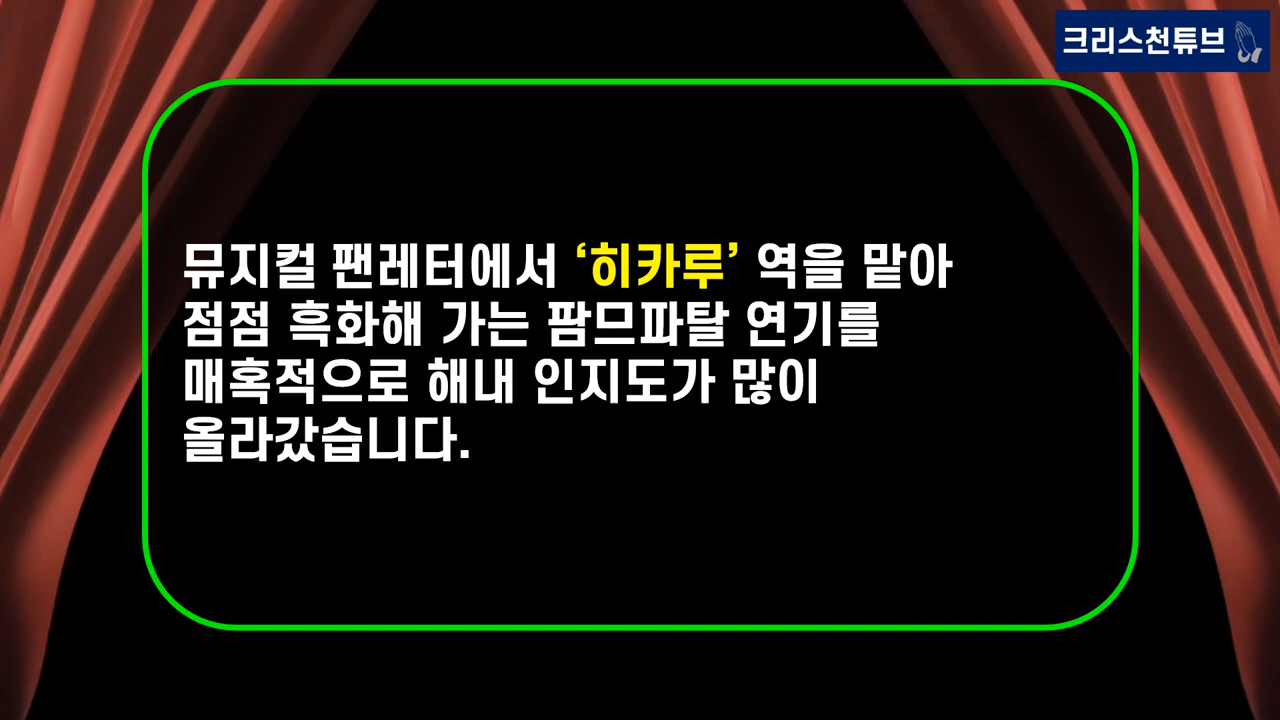 크리스천튜브
뮤지컬 팬레터에서 ‘히카루’ 역을 맡아
점점 흑화해 가는 팜므파탈 연기를
매혹적으로 해내 인지도가 많이
올라갔습니다.